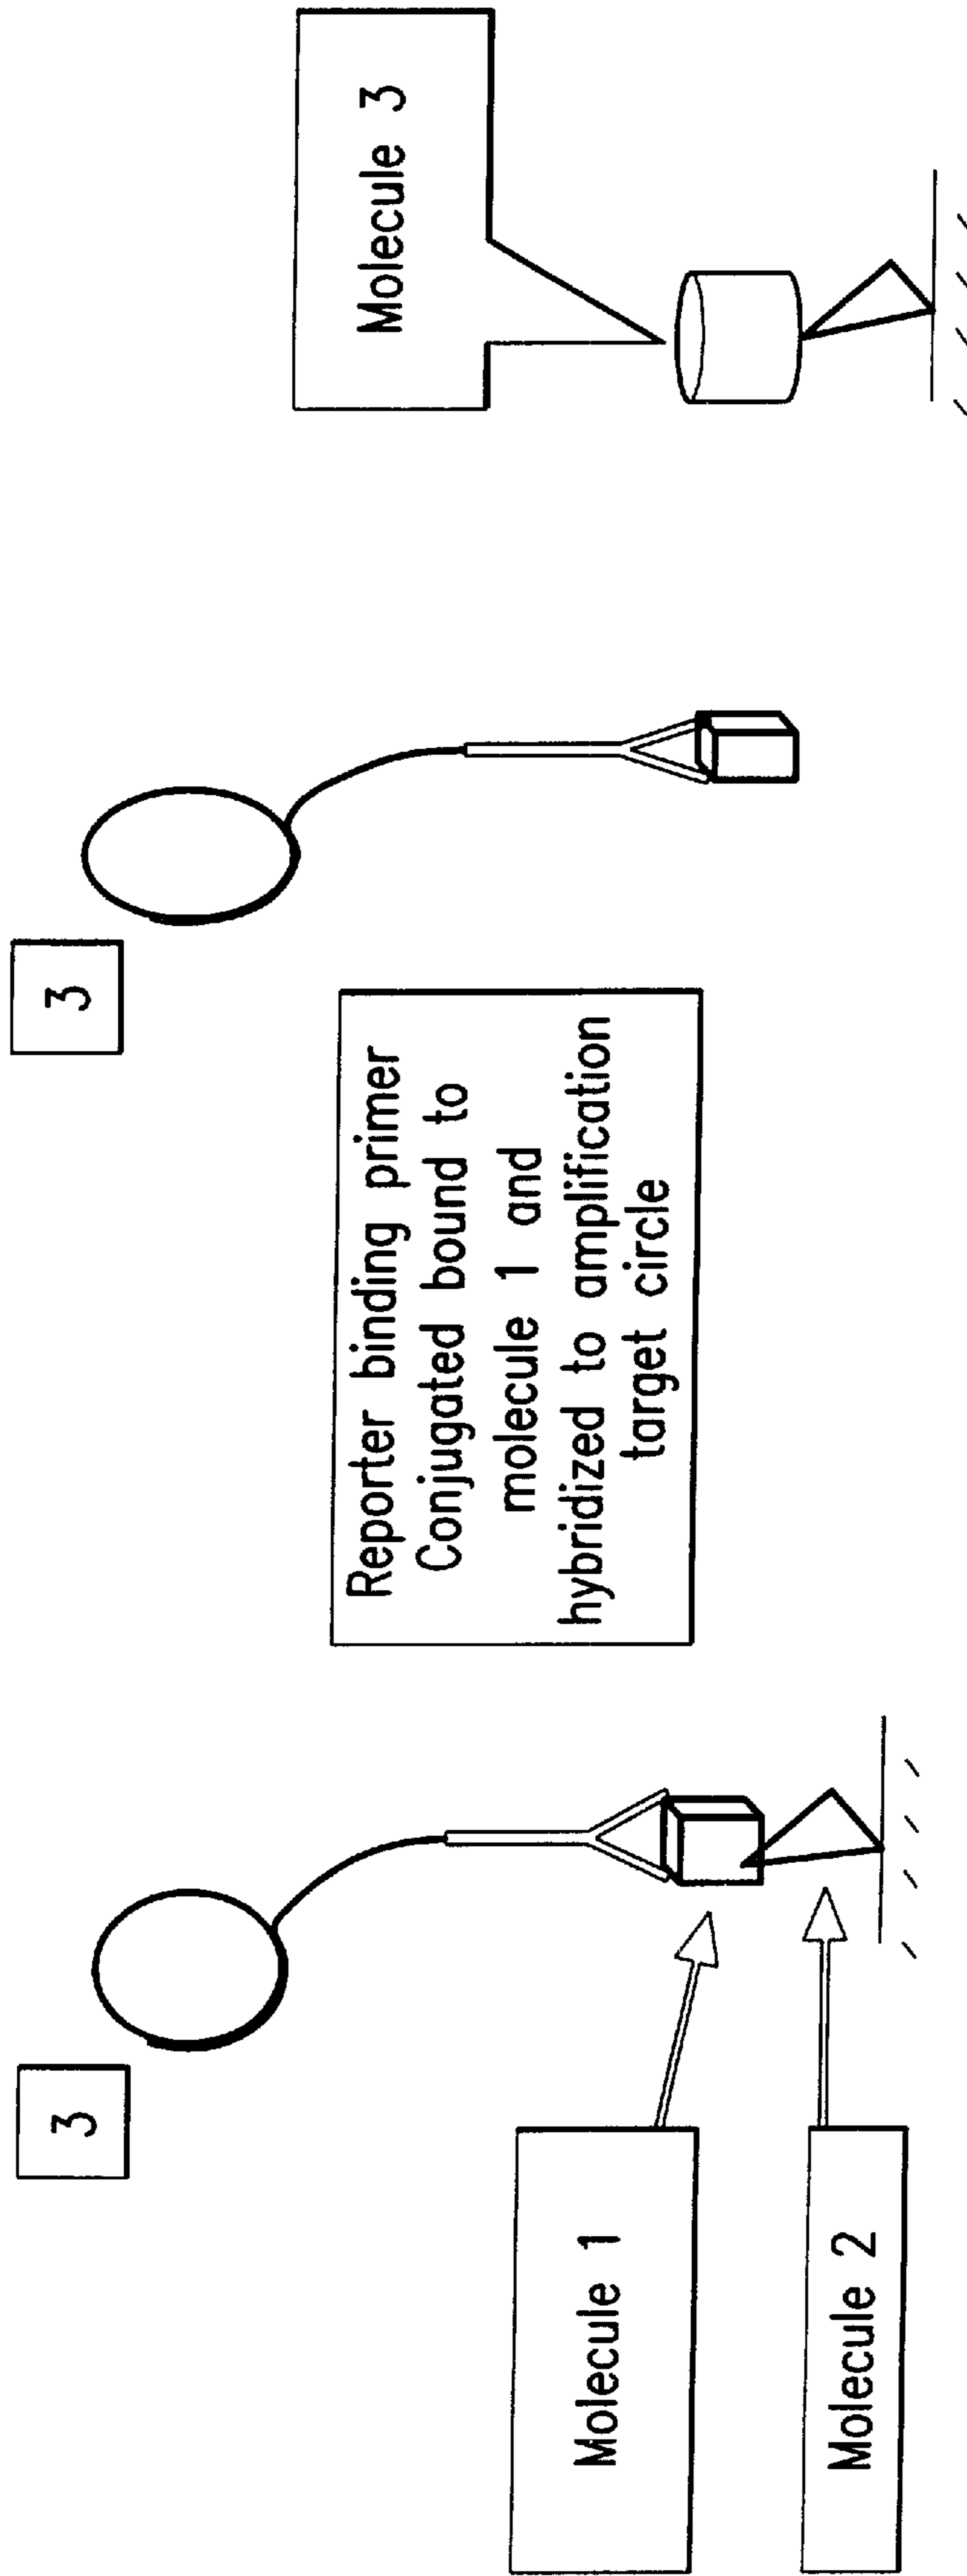 3
Molecule 1
Molecule 2
Reporter binding primer
Conjugated bound to
molecule 1 and
hybridized to amplification
target circle
3
Molecule 3